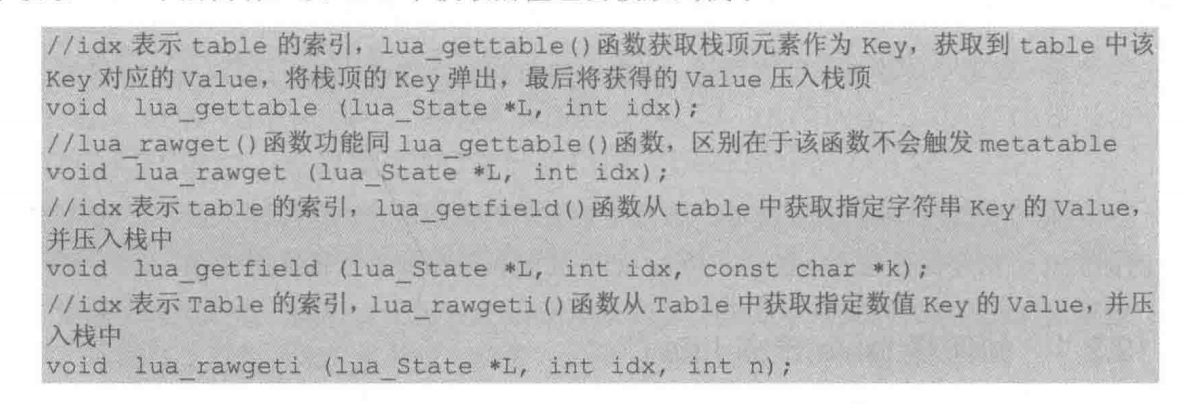 //idx 表示 table 的索引，lua_gettable()函数获取栈顶元素作为 Key，获取到 table 中该
Key 对应的 Value，将栈顶的 Key 弹出，最后将获得的 Value 压入栈顶
void  lua_gettable (lua_State *L, int idx);
//lua_rawget()函数功能同 lua_gettable()函数，区别在于该函数不会触发 metatable
void  lua_rawget (lua_State *L, int idx);
//idx 表示 table 的索引，lua_getfield()函数从 table 中获取指定字符串 Key 的 Value，
并压入栈中
void  lua_getfield (lua_State *L, int idx, const char *k);
//idx 表示 Table 的索引，lua_rawgeti()函数从 Table 中获取指定数值 Key 的 Value，并压
入栈中
void  lua_rawgeti (lua_State *L, int idx, int n);